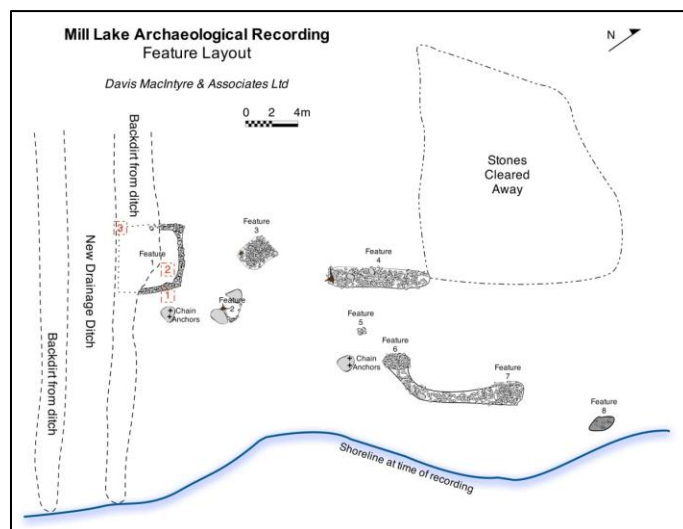 Mill Lake Archaeological Recording
Feature Layout
Davis MacIntyre & Associates Ltd
N
0 2 4m
Stones
Cleared
Away
Backdirt from ditch
New Drainage Ditch
Backdirt from ditch
3
Feature
1
2
1
Chain
Anchors
Feature
2
Feature
3
Feature
4
Feature
5
Chain
Anchors
Feature
6
Feature
7
Feature
8
Shoreline at time of recording